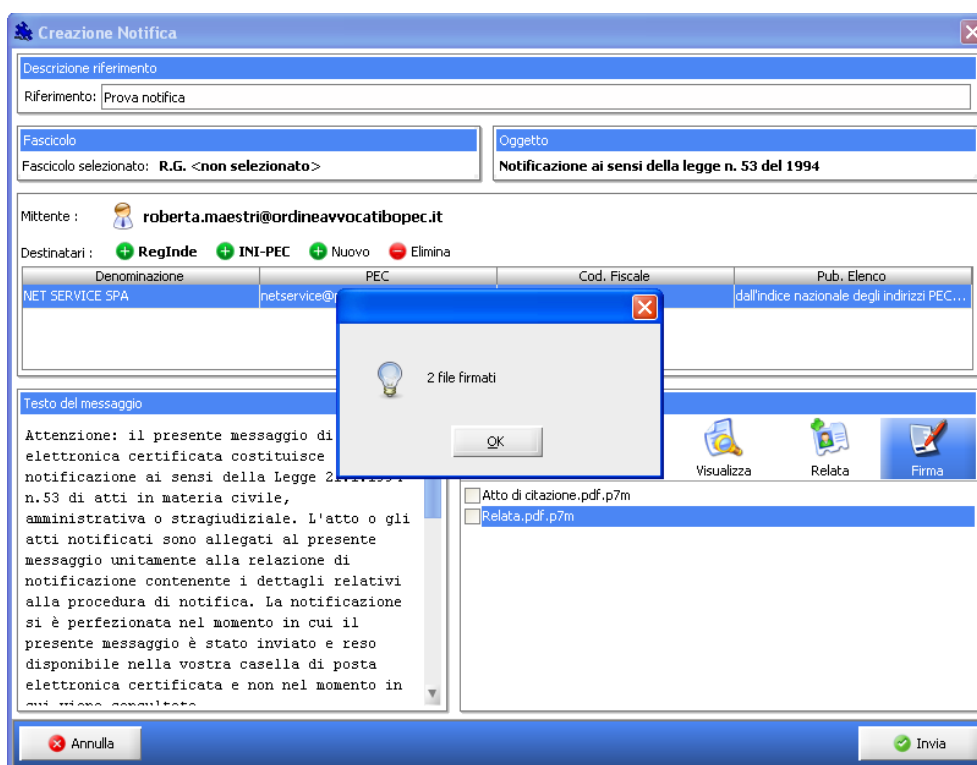 Creazione Notifica
Descrizione riferimento
Riferimento: Prova notifica
Fascicolo
Fascicolo selezionato: R.G. <non selezionato>
Oggetto
Notificazione ai sensi della legge n. 53 del 1994
Mittente : roberta.maestri@ordineavvocatibopec.it
Destinatari : RegInde INI-PEC Nuovo Elimina
Denominazione PEC Cod. Fiscale Pub. Elenco
NET SERVICE SPA netservice@ dall'indice nazionale degli indirizzi PEC...
2 file firmati
OK
Testo del messaggio
Attenzione: il presente messaggio di
elettronica certificata costituisce
notificazione ai sensi della Legge
n.53 di atti in materia civile,
amministrativa o stragiudiziale. L'atto o gli
atti notificati sono allegati al presente
messaggio unitamente alla relazione di
notificazione contenente i dettagli relativi
alla procedura di notifica. La notificazione
si è perfezionata nel momento in cui il
presente messaggio è stato inviato e reso
disponibile nella vostra casella di posta
elettronica certificata e non nel momento in
Visualizza Relata Firma
Atto di citazione.pdf.p7m
Relata.pdf.p7m
Annulla
Invia